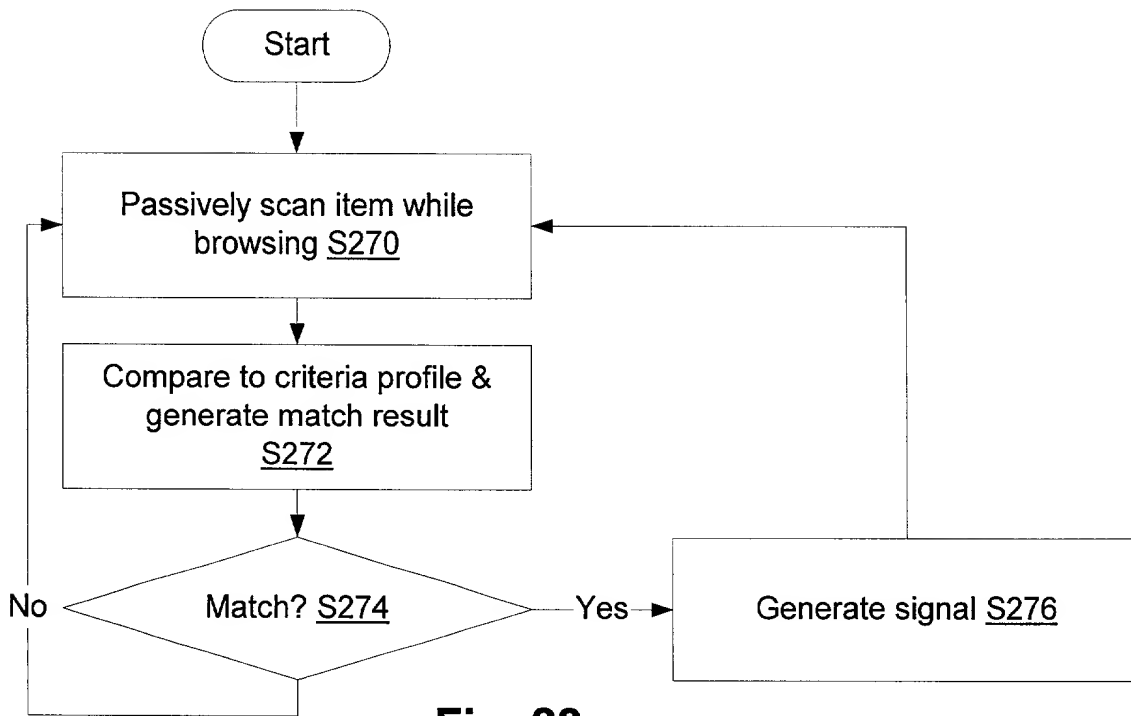 Start
Passively scan item while
browsing S270
Compare to criteria profile &
generate match result
S272
No
Match? S274
Yes
Generate signal S276